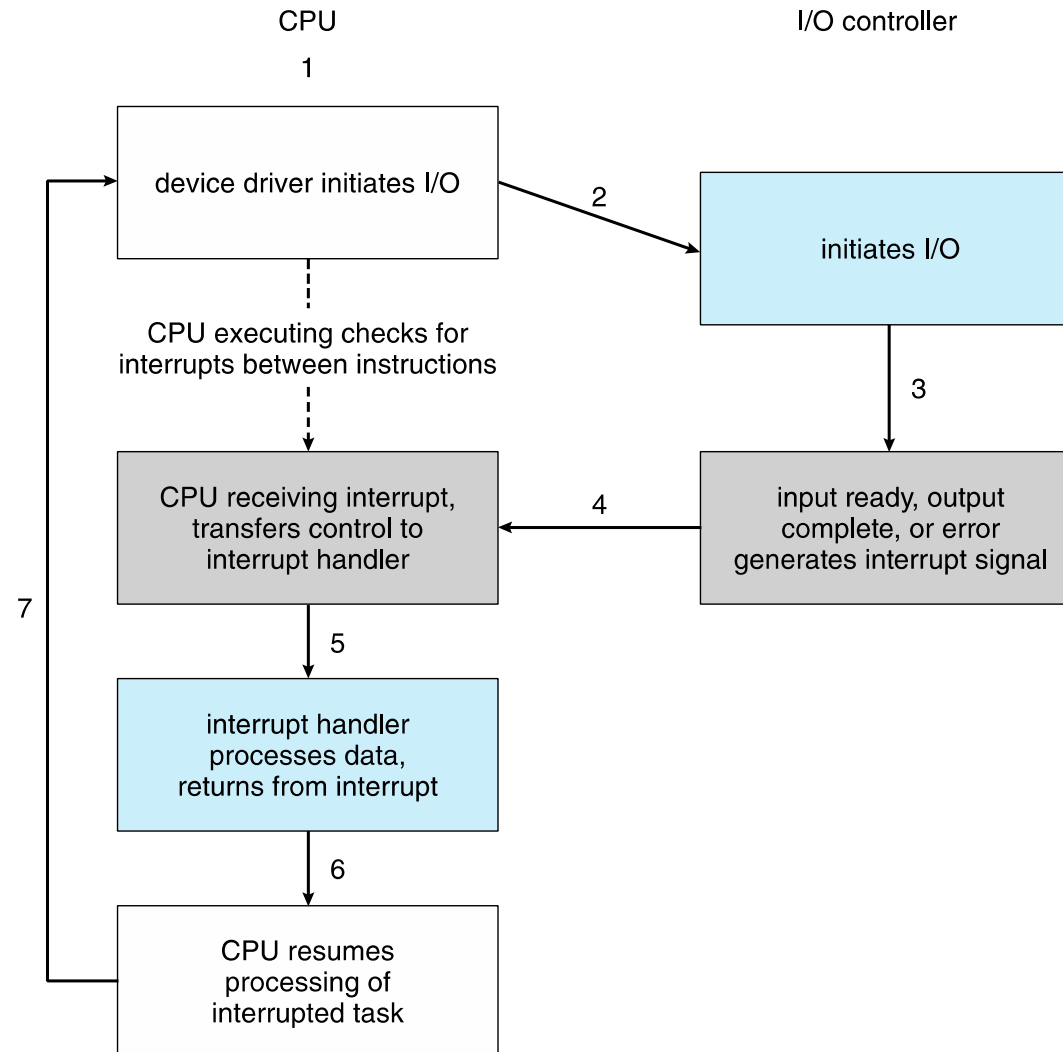 CPU
I/O controller
1
device driver initiates I/O
2
initiates I/O
CPU executing checks for
interrupts between instructions
3
CPU receiving interrupt,
transfers control to
interrupt handler
4
input ready, output
complete, or error
generates interrupt signal
7
5
interrupt handler
processes data,
returns from interrupt
6
CPU resumes
processing of
interrupted task